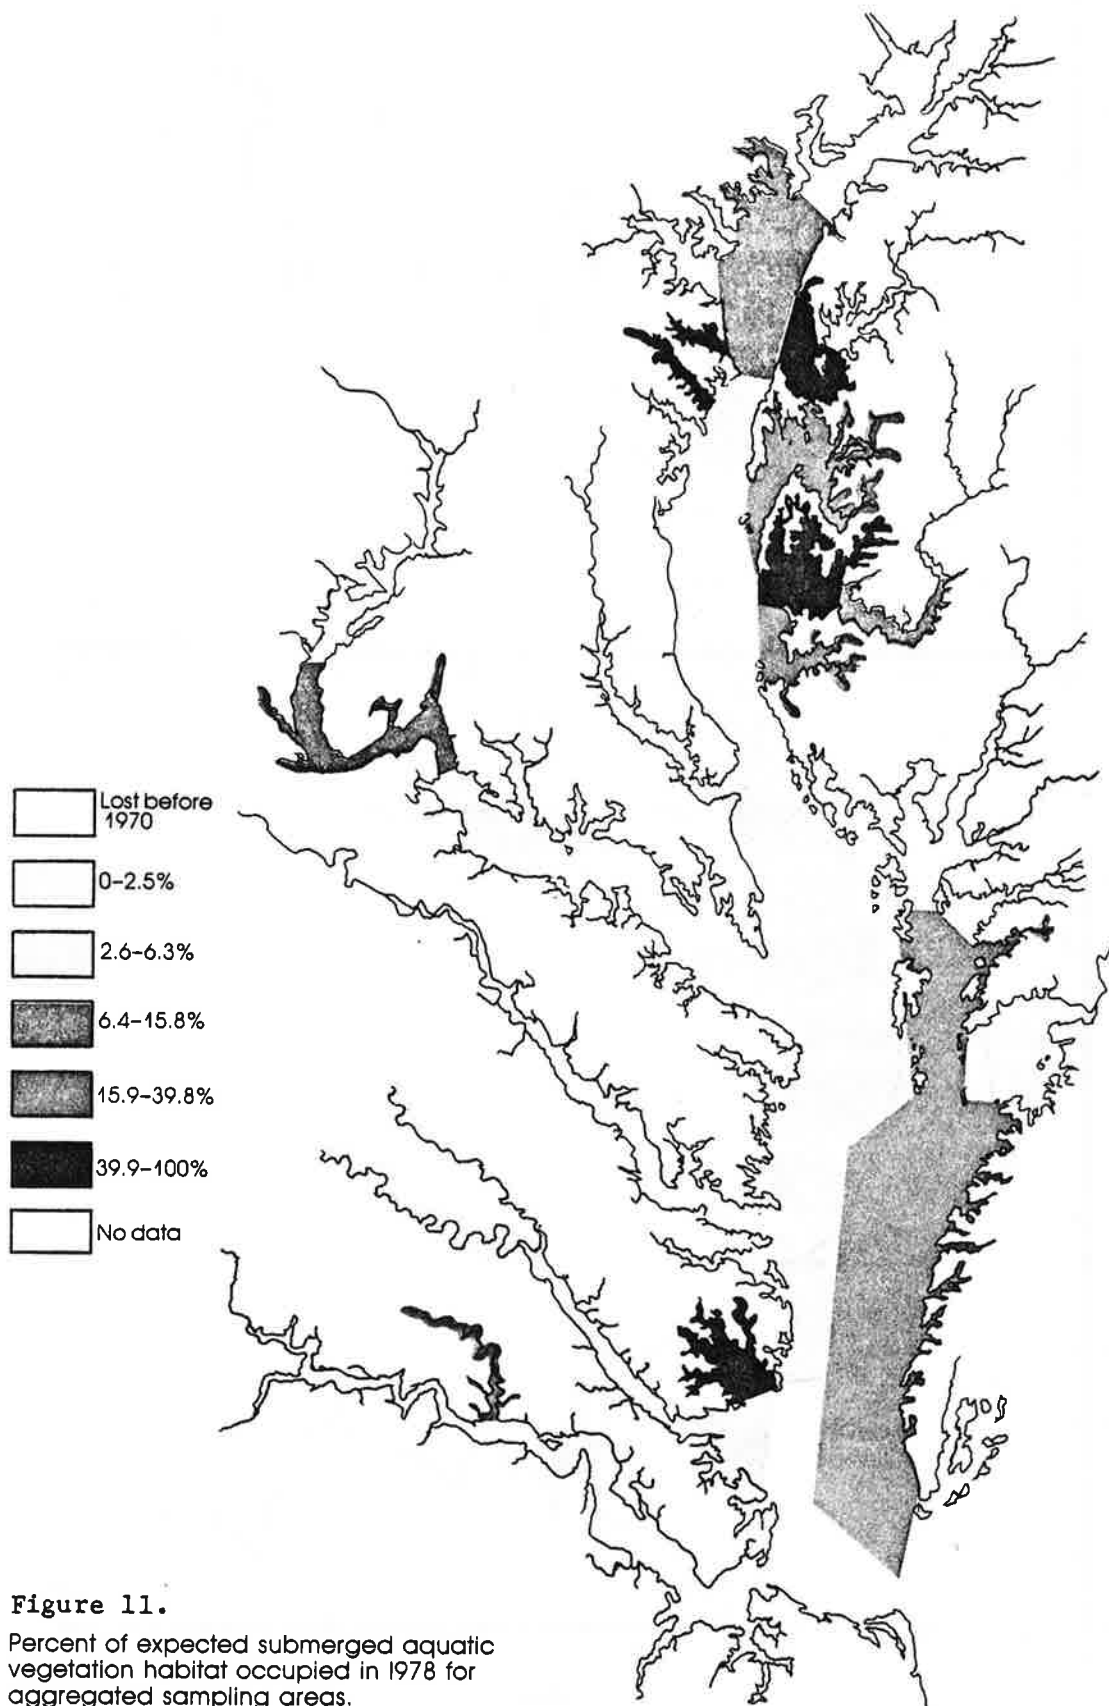 Lost before
1970
0-2.5%
2.6-6.3%
6.4-15.8%
15.9-39.8%
39.9-100%
No data
Figure 11.
Percent of expected submerged aquatic
vegetation habitat occupied in 1978 for
aggregated sampling areas.